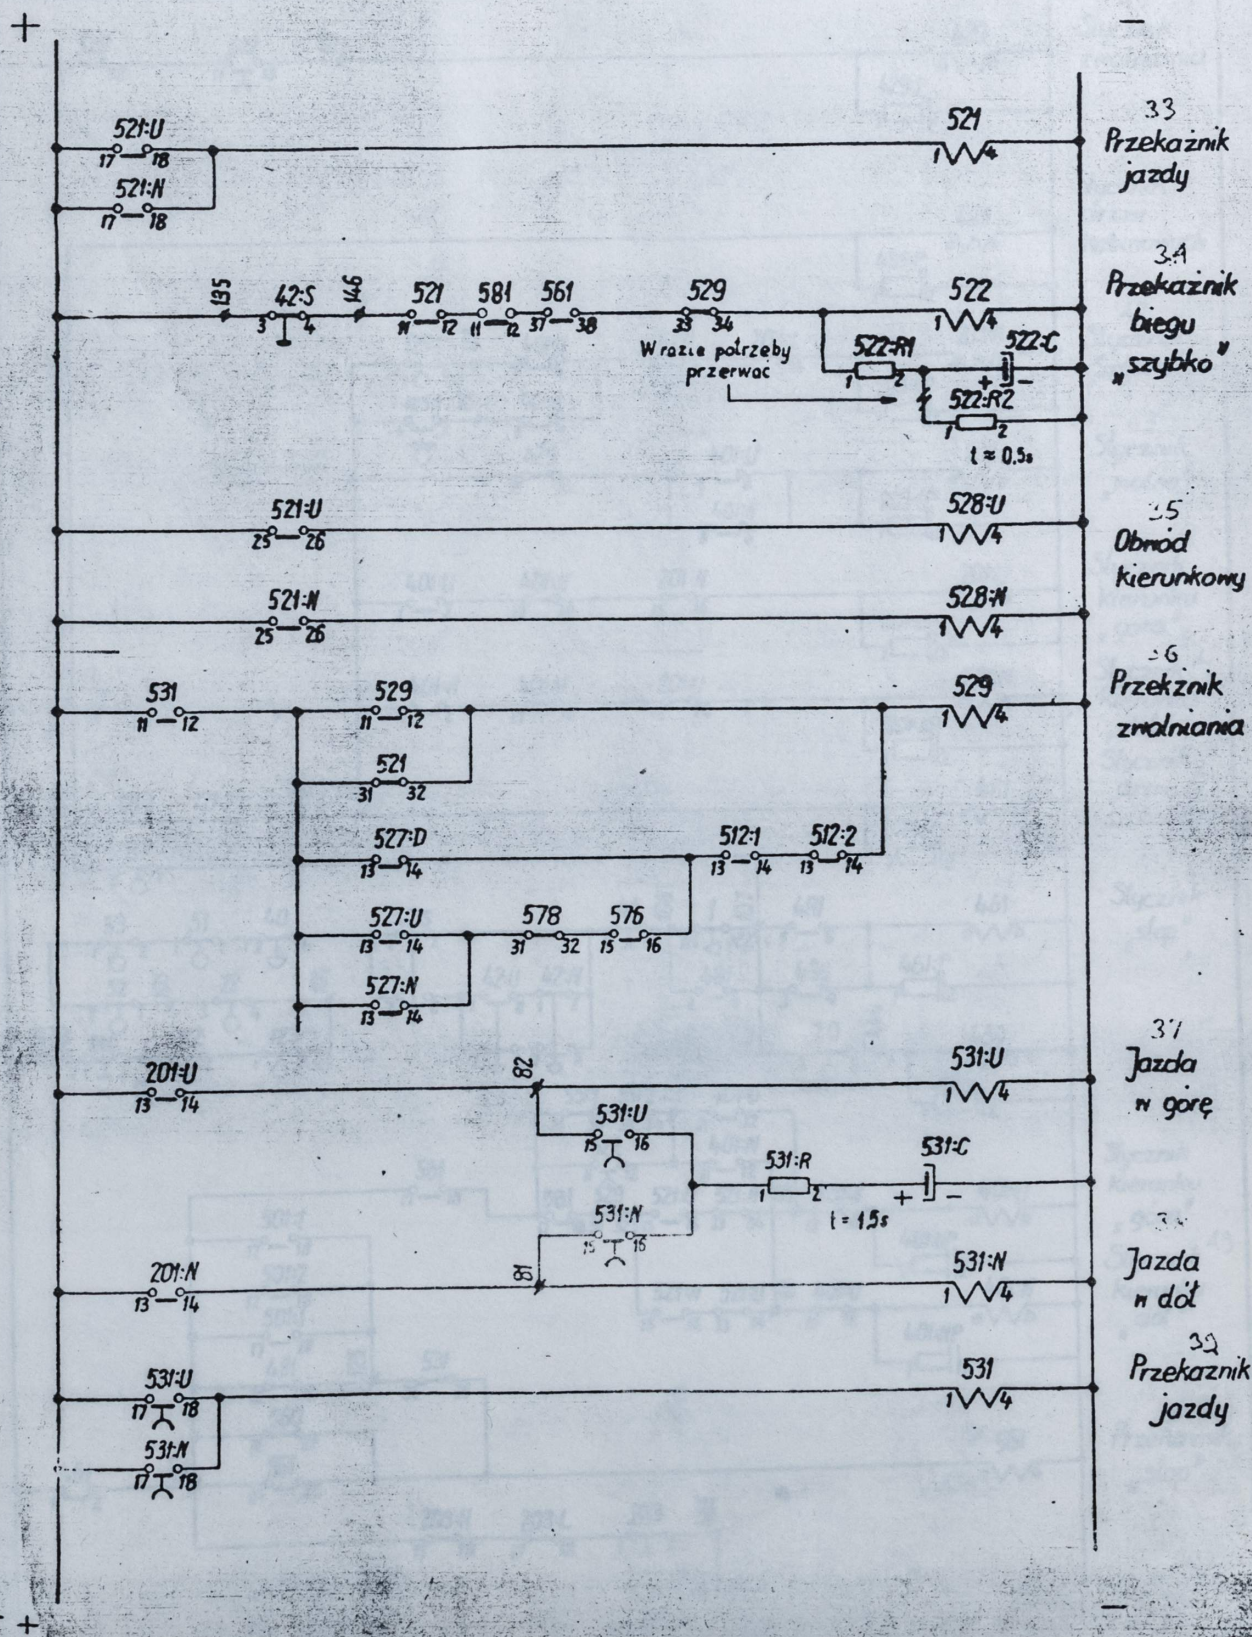 + −
521:U
17 18
521:N
17 18
521
1 4
33
Przekaźnik
jazdy
135
42:S
3 4
146
521
11 12
581
11 12
561
37 38
529
33 34
522
1 4
34
Przekaźnik
biegu
„szybko"
W razie potrzeby
przerwać
522:R1
1 2
522:C
+ −
522:R2
1 2
t ≈ 0,5s
521:U
25 26
528:U
1 4
35
Obwód
kierunkowy
521:N
25 26
528:N
1 4
531
11 12
529
11 12
529
1 4
Przekźnik
zwalniania
521
31 32
527:D
13 14
512:1
13 14
512:2
13 14
527:U
13 14
578
31 32
576
15 16
527:N
13 14
201:U
13 14
82
531:U
1 4
37
Jazda
w górę
531:U
15 16
531:R
1 2
531:C
+ −
t = 1,5s
531:N
15 16
201:N
13 14
81
531:N
1 4
Jazda
w dół
531:U
17 18
531
1 4
39
Przekaznik
jazdy
531:N
17 18
+ −